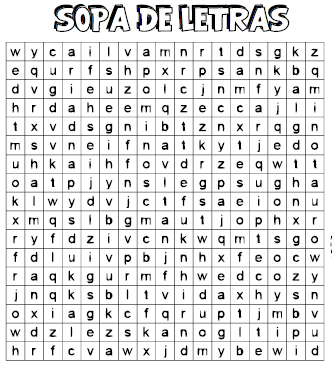 SOPA DE LETRAS
w y c a i l v a m n r t d s g k z
e q u r f s h p x r p s a n k b q
d v g i e u z o l c j n m f y a m
h r d a h e e m q z e c c a j l i
t x v d s g n i b t z n x r q g n
m s v n e i f n a t k y t j e d o
u h k a i h f o v d r z e q w t t
o a t p j y n s l e g p s u g h a
k l w y d v j c t f s a e i o n u
x m q s l b g m a u t j o p h x r
r y f d z i v c n k w q m t s g o
f d l u i v p b j n h x f e o c w
r a q k g u r m f h w e d c o z y
j n q k s b l t v i d a x h y s n
o x i a g k c f q r u p t j m b v
w d z l e z s k a n o g l t i p u
h r f c v a w x j d m y b e w i d